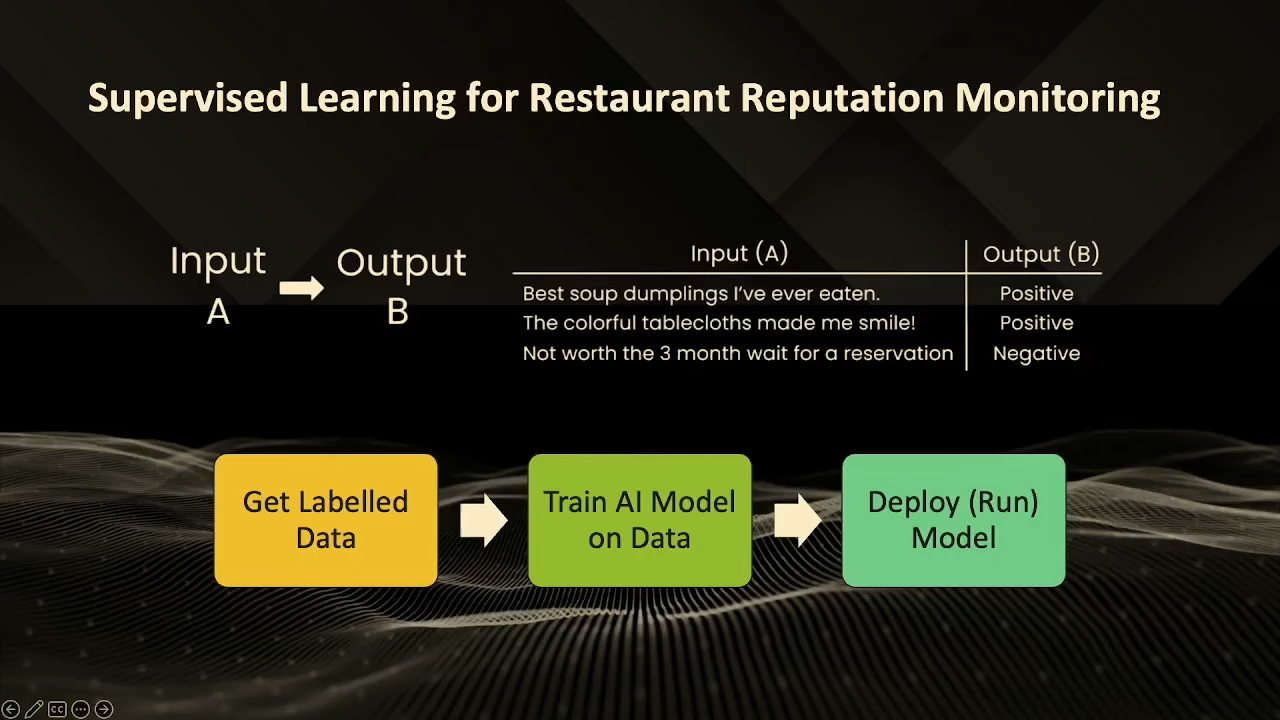 Supervised Learning for Restaurant Reputation Monitoring
Input
A
Output
B
Input (A)
Output (B)
Best soup dumplings I've ever eaten.
Positive
The colorful tablecloths made me smile!
Positive
Not worth the 3 month wait for a reservation
Negative
Get Labelled
Data
Train AI Model
on Data
Deploy (Run)
Model
CC